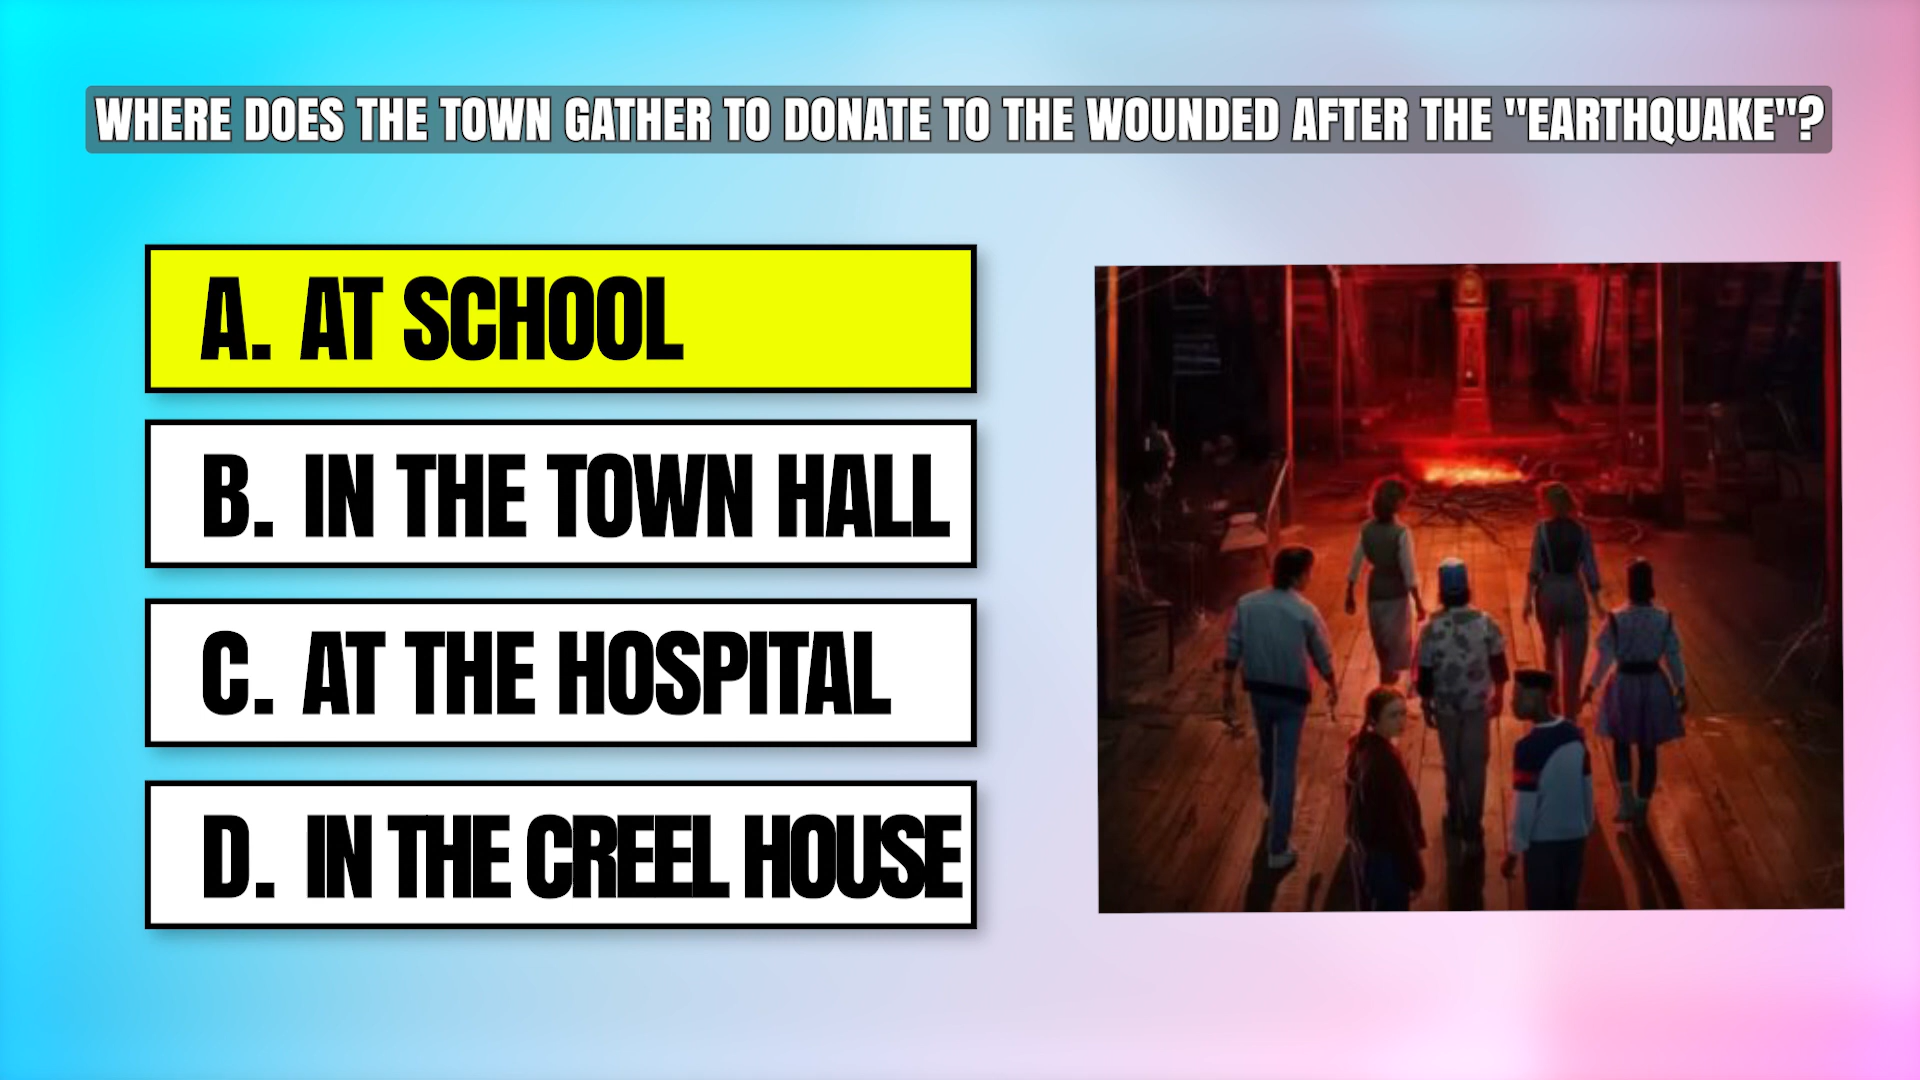 WHERE DOES THE TOWN GATHER TO DONATE TO THE WOUNDED AFTER THE "EARTHQUAKE"?
A. AT SCHOOL
B. IN THE TOWN HALL
C. AT THE HOSPITAL
D. IN THE CREEL HOUSE